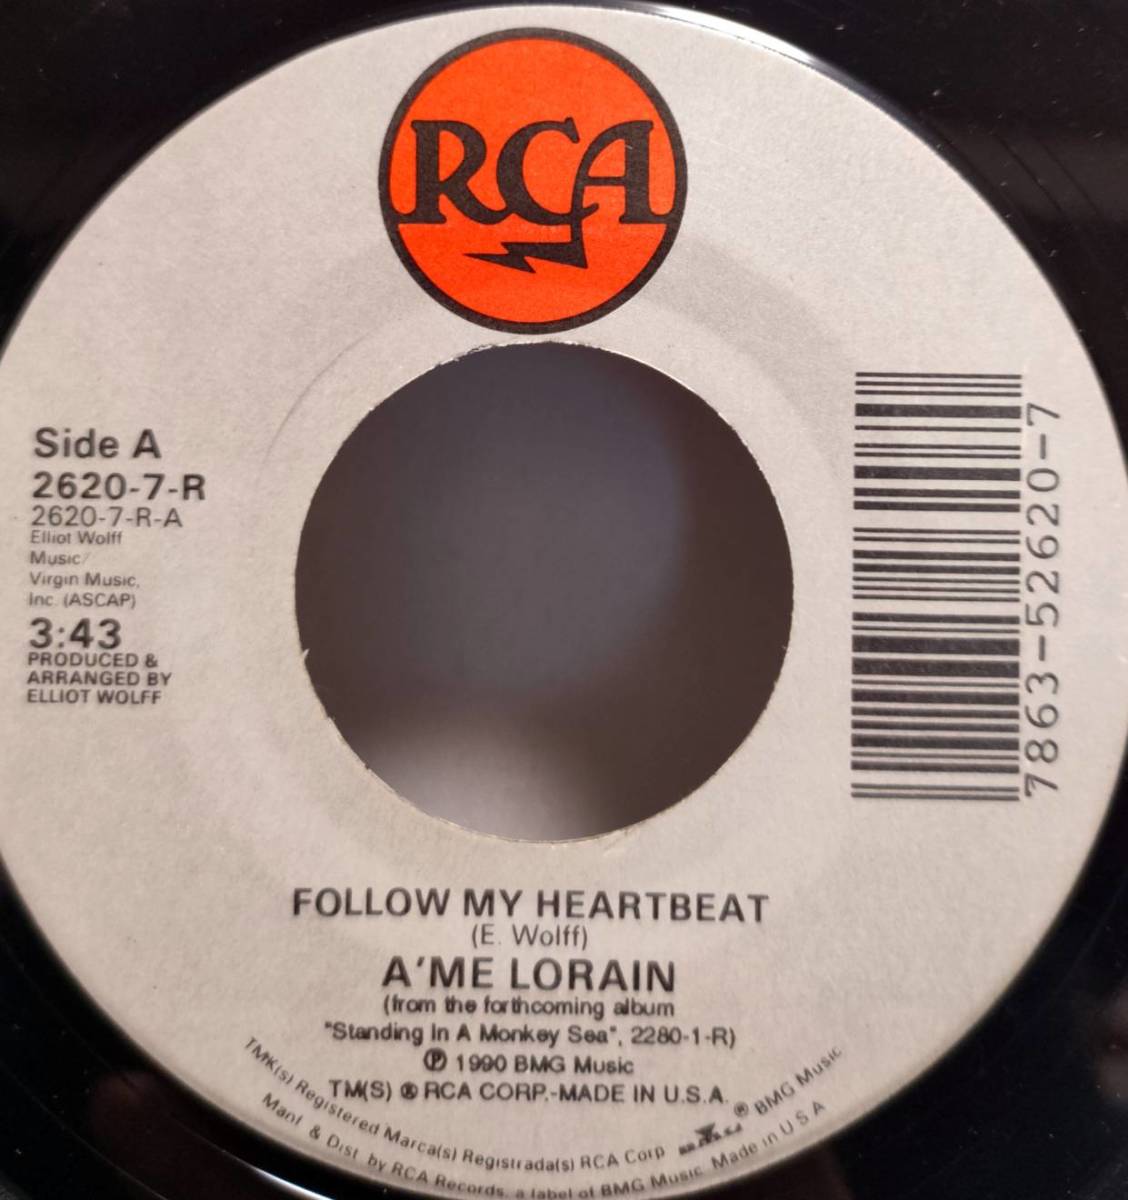 RCA
Side A
2620-7-R
2620-7-R-A
Elliot Wolff
Music/
Virgin Music,
Inc. (ASCAP)
3:43
PRODUCED &
ARRANGED BY
ELLIOT WOLFF
7863-52620-7
FOLLOW MY HEARTBEAT
(E. Wolff)
A'ME LORAIN
(from the forthcoming album
"Standing In A Monkey Sea", 2280-1-R)
℗ 1990 BMG Music
TM(S) ® RCA CORP.-MADE IN U.S.A.
TMK(s) Registered Marca(s) Registrada(s) RCA Corp BMG ® BMG Music
Manf. & Dist. by RCA Records, a label of BMG Music. Made in U S A